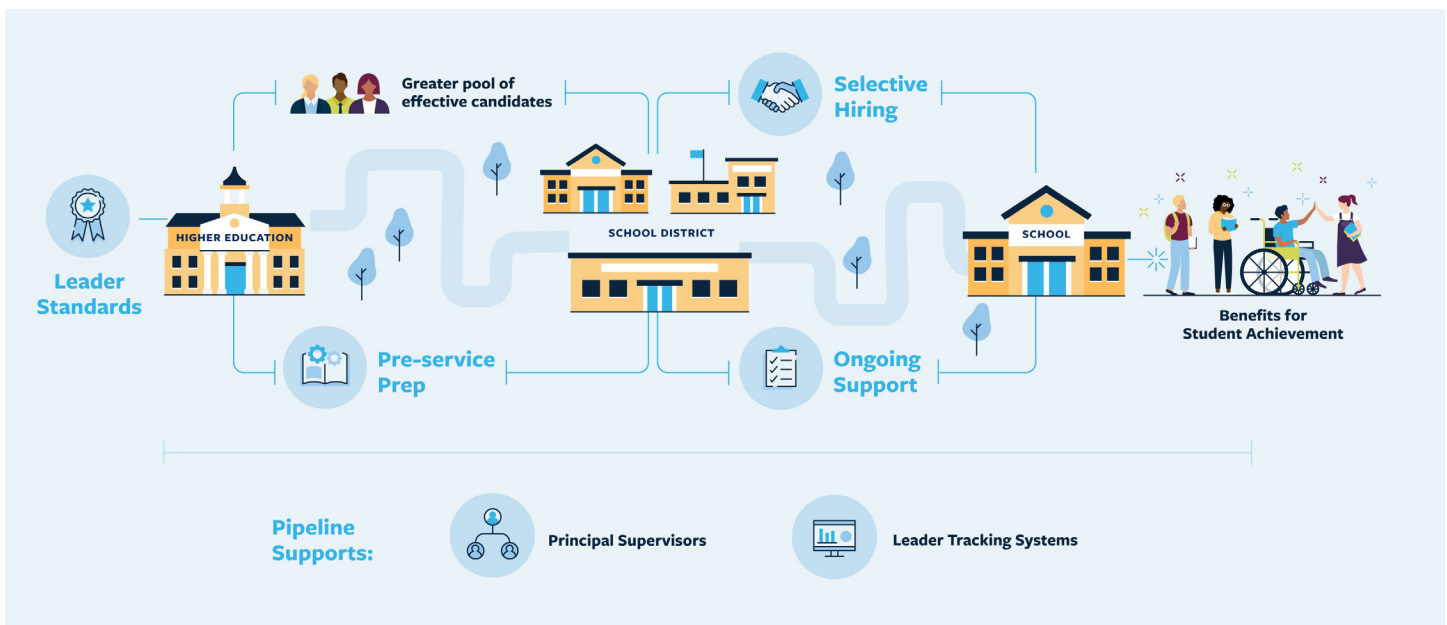 Greater pool of
effective candidates
Selective
Hiring
HIGHER EDUCATION
SCHOOL DISTRICT
SCHOOL
Leader
Standards
Benefits for
Student Achievement
Pre-service
Prep
Ongoing
Support
Pipeline
Supports:
Principal Supervisors
Leader Tracking Systems